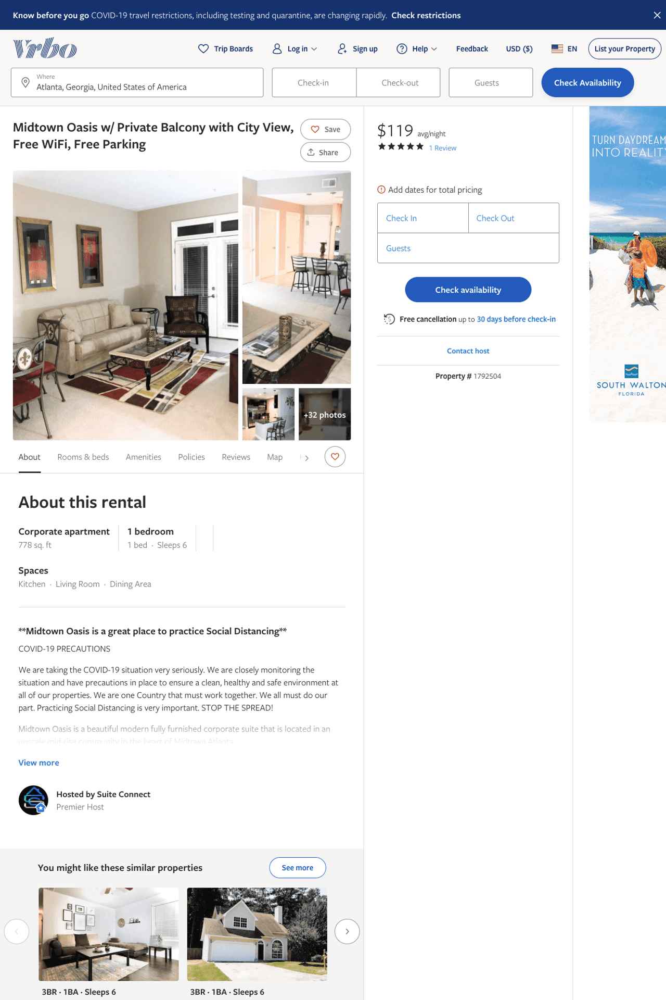 Know before you go COVID-19 travel restrictions, including testing and quarantine, are changing rapidly. Check restrictions
Vrbo
Trip Boards
Log in
Sign up
Help
Feedback
USD ($)
EN
List your Property
Where
Atlanta, Georgia, United States of America
Check-in
Check-out
Guests
Check Availability
Midtown Oasis w/ Private Balcony with City View,
Free WiFi, Free Parking
Save
Share
+32 photos
$119 avg/night
1 Review
Add dates for total pricing
Check In
Check Out
Guests
Check availability
Free cancellation up to 30 days before check-in
Contact host
Property # 1792504
TURN DAYDREAM
INTO REALITY
SOUTH WALTON
FLORIDA
About
Rooms & beds
Amenities
Policies
Reviews
Map
About this rental
Corporate apartment
778 sq. ft
1 bedroom
1 bed · Sleeps 6
Spaces
Kitchen · Living Room · Dining Area
**Midtown Oasis is a great place to practice Social Distancing**
COVID-19 PRECAUTIONS
We are taking the COVID-19 situation very seriously. We are closely monitoring the
situation and have precautions in place to ensure a clean, healthy and safe environment at
all of our properties. We are one Country that must work together. We all must do our
part. Practicing Social Distancing is very important. STOP THE SPREAD!
Midtown Oasis is a beautiful modern fully furnished corporate suite that is located in an
upscale mid-rise community in the heart of Midtown Atlanta.
View more
Hosted by Suite Connect
Premier Host
You might like these similar properties
See more
3BR · 1BA · Sleeps 6
3BR · 1BA · Sleeps 6